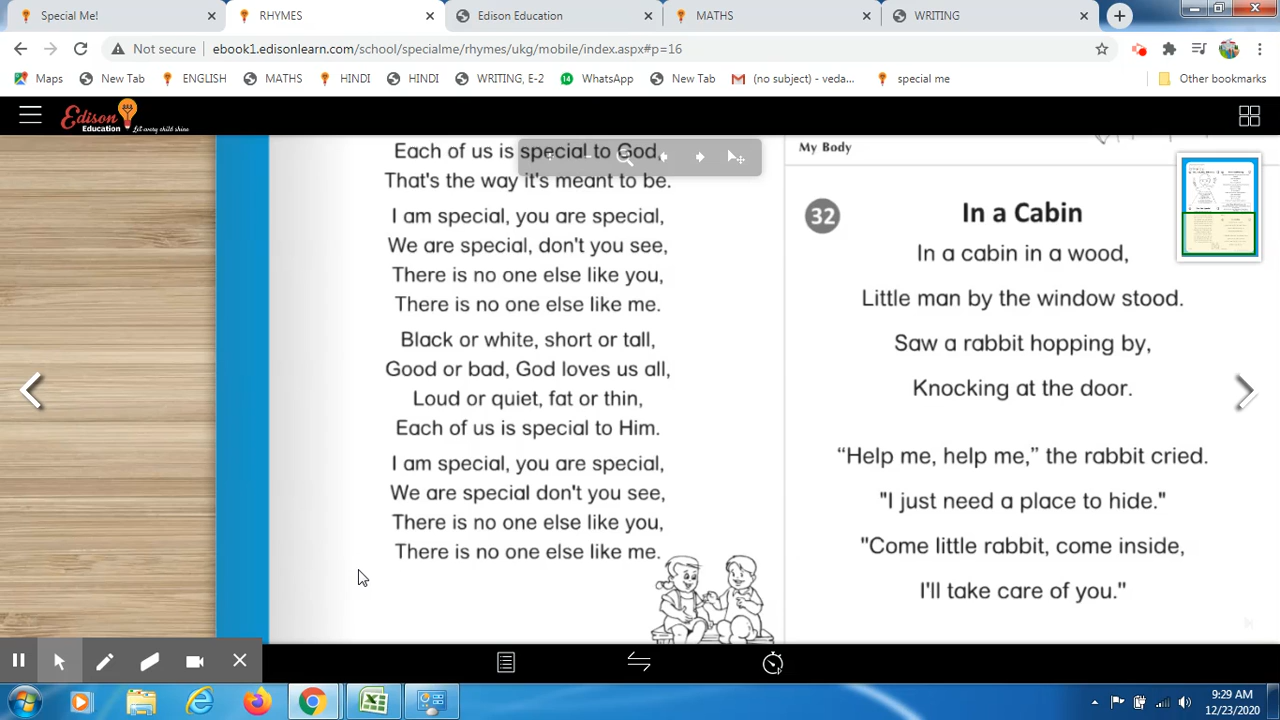 Special Me!
RHYMES
Edison Education
MATHS
WRITING
Not secure
ebook1.edisonlearn.com/school/specialme/rhymes/ukg/mobile/index.aspx#p=16
Maps
New Tab
ENGLISH
MATHS
HINDI
HINDI
WRITING, E-2
WhatsApp
New Tab
(no subject) - veda...
special me
Other bookmarks
Edison
Education
Let every child shine
Each of us is special to God,
That's the way it's meant to be.
I am special, you are special,
We are special, don't you see,
There is no one else like you,
There is no one else like me.
Black or white, short or tall,
Good or bad, God loves us all,
Loud or quiet, fat or thin,
Each of us is special to Him.
I am special, you are special,
We are special don't you see,
There is no one else like you,
There is no one else like me.
My Body
32
In a Cabin
In a cabin in a wood,
Little man by the window stood.
Saw a rabbit hopping by,
Knocking at the door.
“Help me, help me,” the rabbit cried.
"I just need a place to hide."
"Come little rabbit, come inside,
I'll take care of you."
9:29 AM
12/23/2020